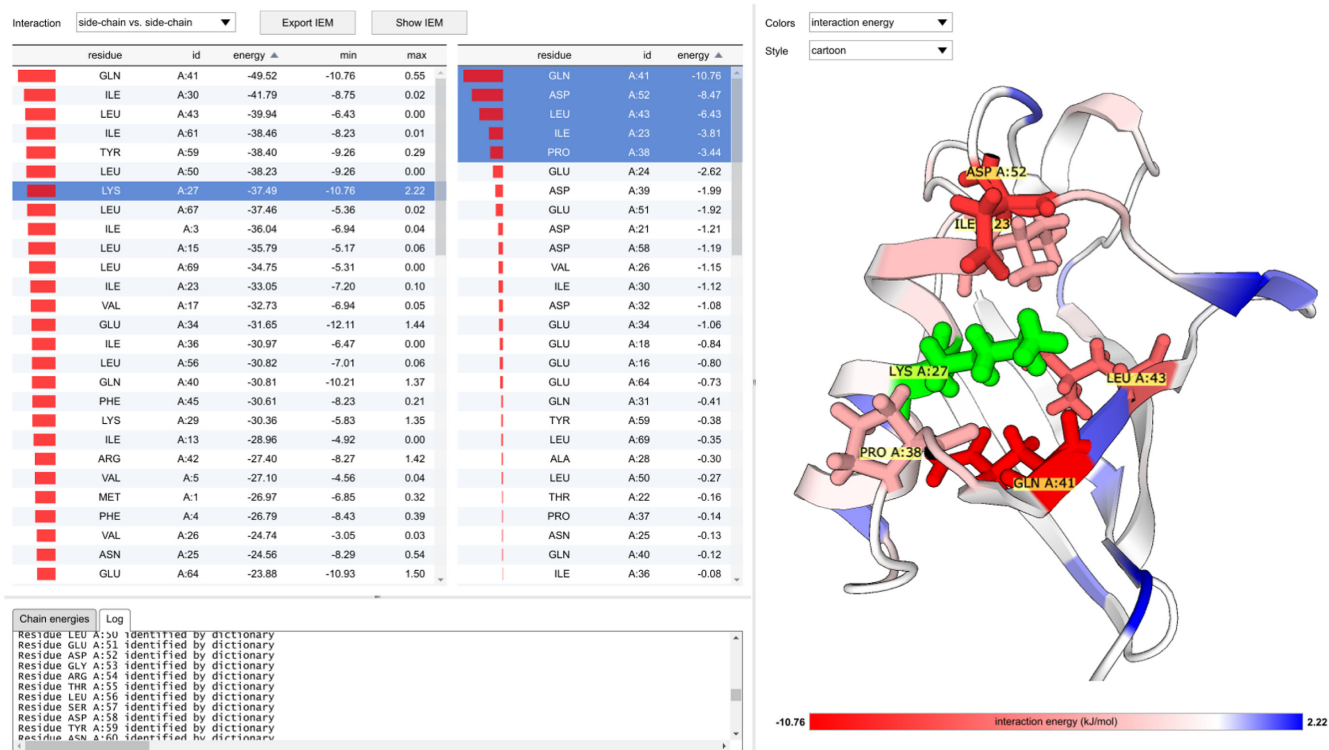 Interaction side-chain vs. side-chain Export IEM Show IEM
residue id energy min max
GLN A:41 -49.52 -10.76 0.55
ILE A:30 -41.79 -8.75 0.02
LEU A:43 -39.94 -6.43 0.00
ILE A:61 -38.46 -8.23 0.01
TYR A:59 -38.40 -9.26 0.29
LEU A:50 -38.23 -9.26 0.00
LYS A:27 -37.49 -10.76 2.22
LEU A:67 -37.46 -5.36 0.02
ILE A:3 -36.04 -6.94 0.04
LEU A:15 -35.79 -5.17 0.06
LEU A:69 -34.75 -5.31 0.00
ILE A:23 -33.05 -7.20 0.10
VAL A:17 -32.73 -6.94 0.05
GLU A:34 -31.65 -12.11 1.44
ILE A:36 -30.97 -6.47 0.00
LEU A:56 -30.82 -7.01 0.06
GLN A:40 -30.81 -10.21 1.37
PHE A:45 -30.61 -8.23 0.21
LYS A:29 -30.36 -5.83 1.35
ILE A:13 -28.96 -4.92 0.00
ARG A:42 -27.40 -8.27 1.42
VAL A:5 -27.10 -4.56 0.04
MET A:1 -26.97 -6.85 0.32
PHE A:4 -26.79 -8.43 0.39
VAL A:26 -24.74 -3.05 0.03
ASN A:25 -24.56 -8.29 0.54
GLU A:64 -23.88 -10.93 1.50
residue id energy
GLN A:41 -10.76
ASP A:52 -8.47
LEU A:43 -6.43
ILE A:23 -3.81
PRO A:38 -3.44
GLU A:24 -2.62
ASP A:39 -1.99
GLU A:51 -1.92
ASP A:21 -1.21
ASP A:58 -1.19
VAL A:26 -1.15
ILE A:30 -1.12
ASP A:32 -1.08
GLU A:34 -1.06
GLU A:18 -0.84
GLU A:16 -0.80
GLU A:64 -0.73
GLN A:31 -0.41
TYR A:59 -0.38
LEU A:69 -0.35
ALA A:28 -0.30
LEU A:50 -0.27
THR A:22 -0.16
PRO A:37 -0.14
ASN A:25 -0.13
GLN A:40 -0.12
ILE A:36 -0.08
Chain energies Log
Residue LEU A:50 identified by dictionary
Residue GLU A:51 identified by dictionary
Residue ASP A:52 identified by dictionary
Residue GLY A:53 identified by dictionary
Residue ARG A:54 identified by dictionary
Residue THR A:55 identified by dictionary
Residue LEU A:56 identified by dictionary
Residue SER A:57 identified by dictionary
Residue ASP A:58 identified by dictionary
Residue TYR A:59 identified by dictionary
Residue ASN A:60 identified by dictionary
Colors interaction energy
Style cartoon
ASP A:52
ILE 23
LYS A:27
LEU A:43
PRO A:38
GLN A:41
-10.76 interaction energy (kJ/mol) 2.22